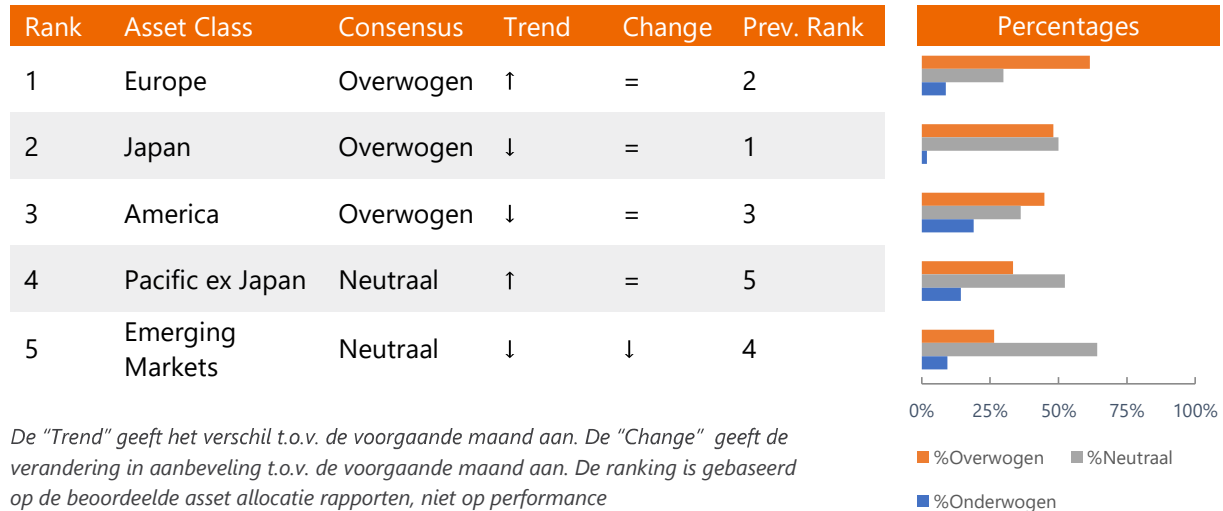 Rank Asset Class Consensus Trend Change Prev. Rank
1 Europe Overwogen ↑ = 2
2 Japan Overwogen ↓ = 1
3 America Overwogen ↓ = 3
4 Pacific ex Japan Neutraal ↑ = 5
5 Emerging Markets Neutraal ↓ ↓ 4
De “Trend” geeft het verschil t.o.v. de voorgaande maand aan. De “Change” geeft de
verandering in aanbeveling t.o.v. de voorgaande maand aan. De ranking is gebaseerd
op de beoordeelde asset allocatie rapporten, niet op performance
Percentages
0% 25% 50% 75% 100%
%Overwogen %Neutraal
%Onderwogen